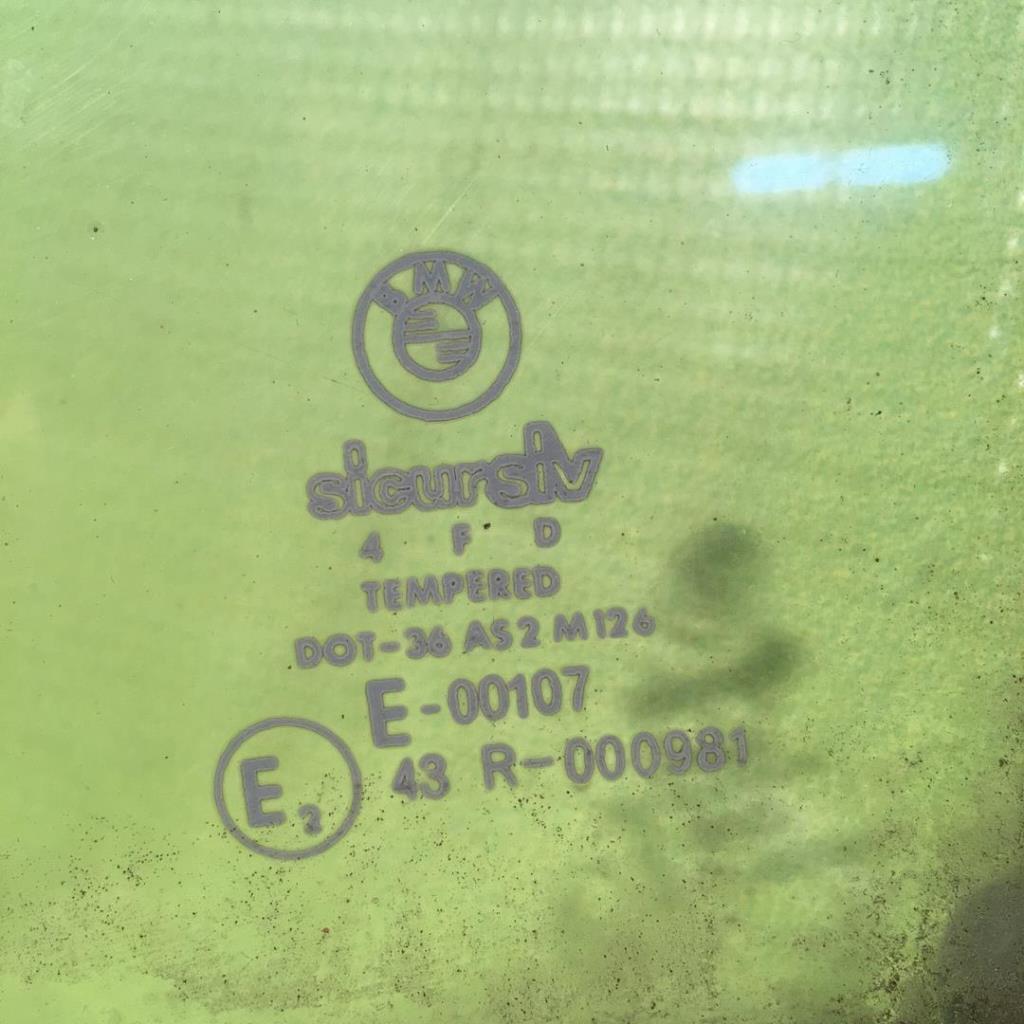 BMW
sicursiv
4 F D
TEMPERED
DOT-36 AS2 M126
E-00107
E2 43 R-000981